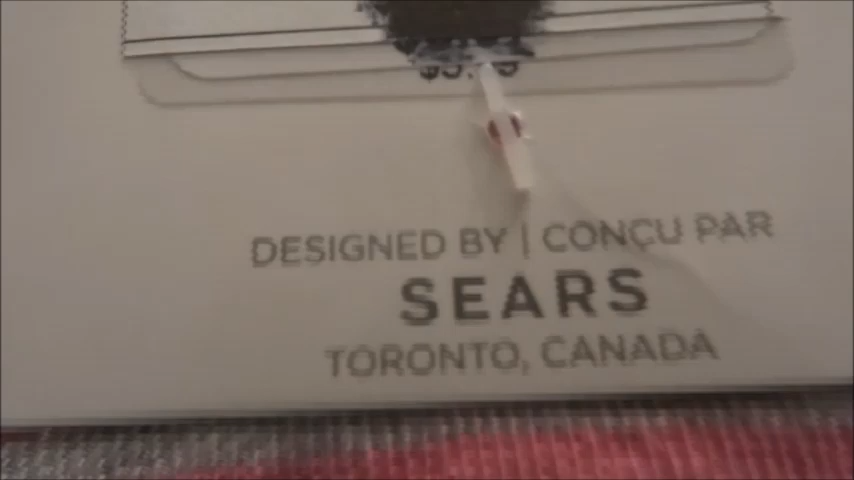 DESIGNED BY | CONÇU PAR
SEARS
TORONTO, CANADA